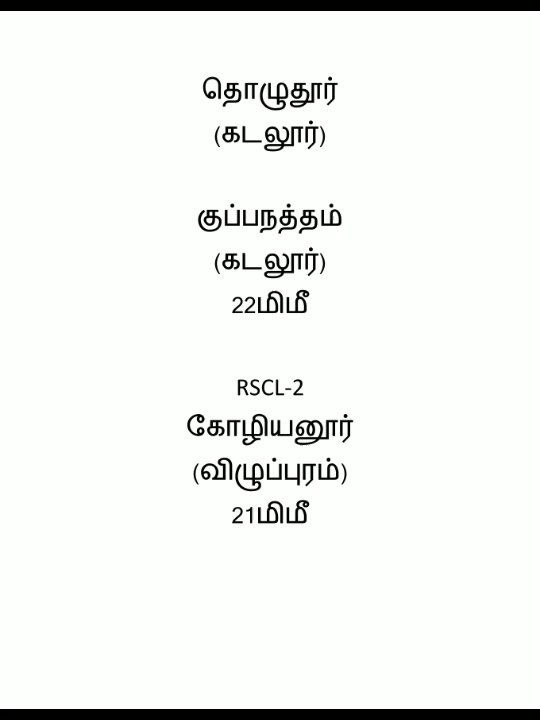 தொழுதூர்
(கடலூர்)
குப்பநத்தம்
(கடலூர்)
22மிமீ
RSCL-2
கோழியனூர்
(விழுப்புரம்)
21மிமீ